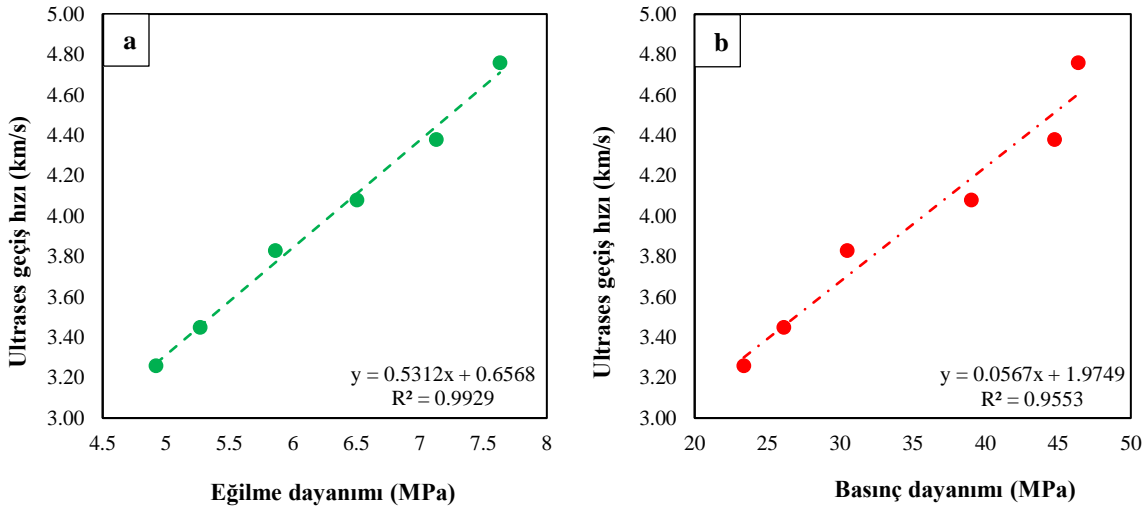 a
Ultrases geçiş hızı (km/s)
5.00
4.80
4.60
4.40
4.20
4.00
3.80
3.60
3.40
3.20
3.00
y = 0.5312x + 0.6568
R² = 0.9929
4.5 5 5.5 6 6.5 7 7.5 8
Eğilme dayanımı (MPa)
b
Ultrases geçiş hızı (km/s)
5.00
4.80
4.60
4.40
4.20
4.00
3.80
3.60
3.40
3.20
3.00
y = 0.0567x + 1.9749
R² = 0.9553
20 25 30 35 40 45 50
Basınç dayanımı (MPa)